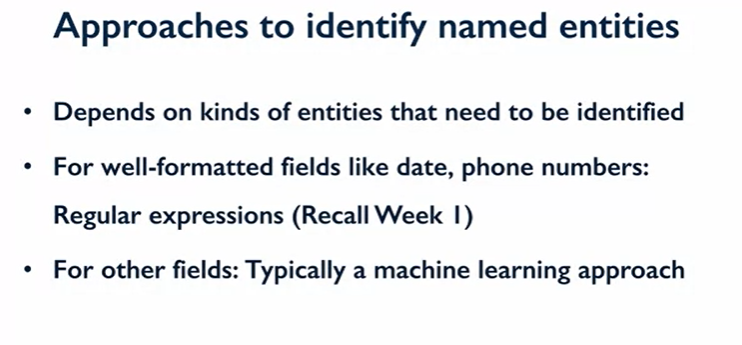 Approaches to identify named entities
• Depends on kinds of entities that need to be identified
• For well-formatted fields like date, phone numbers:
Regular expressions (Recall Week 1)
• For other fields: Typically a machine learning approach